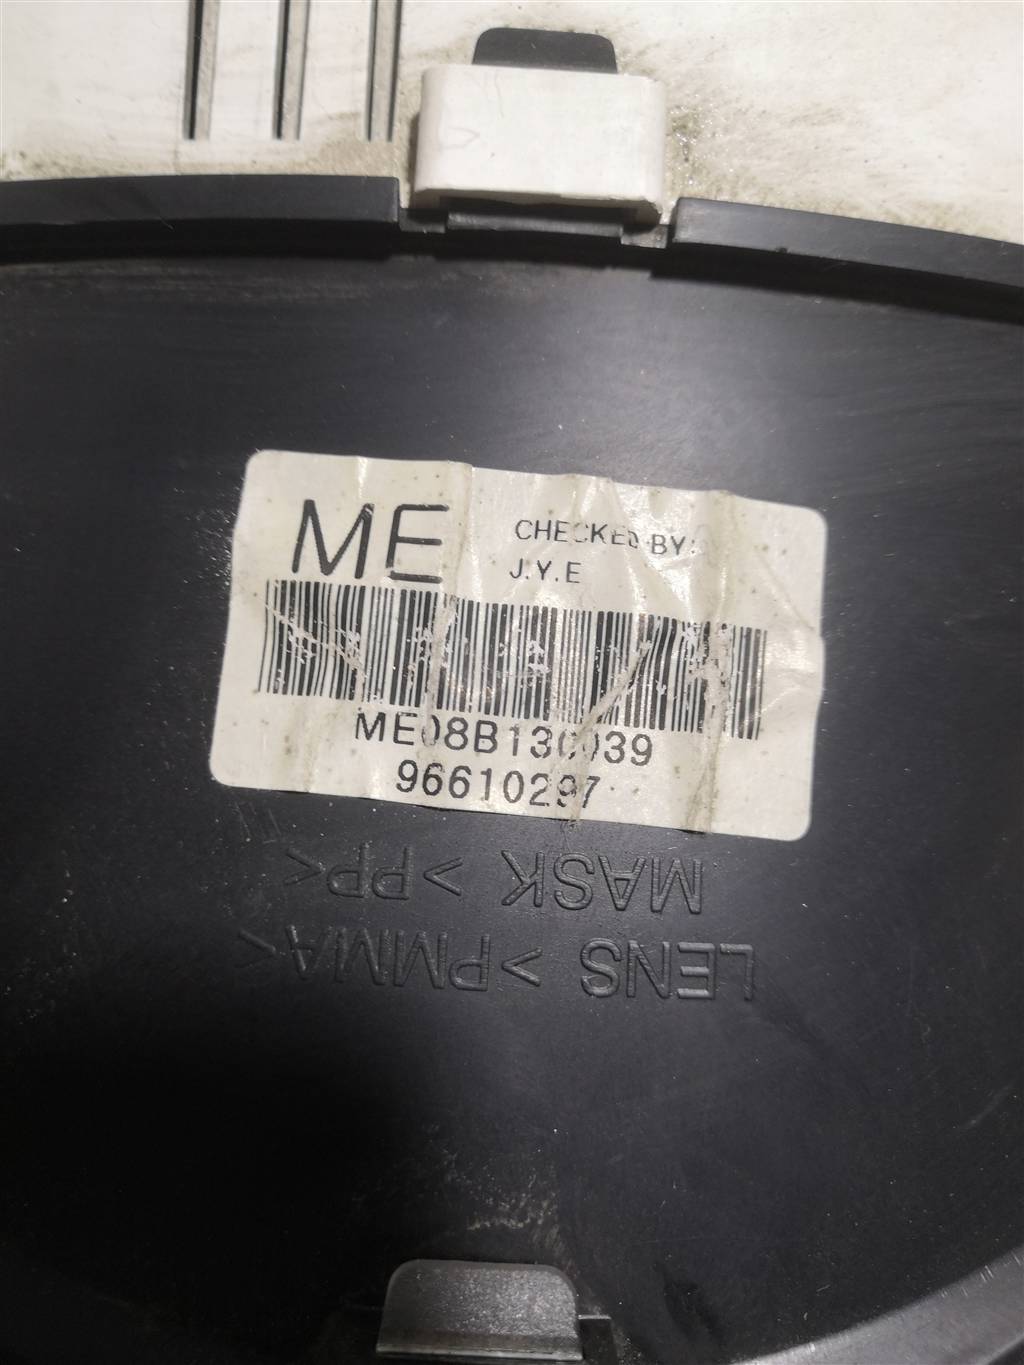 ME
CHECKED BY:
J.Y.E
ME08B130039
96610297
LENS >PMMA<
MASK >PP<